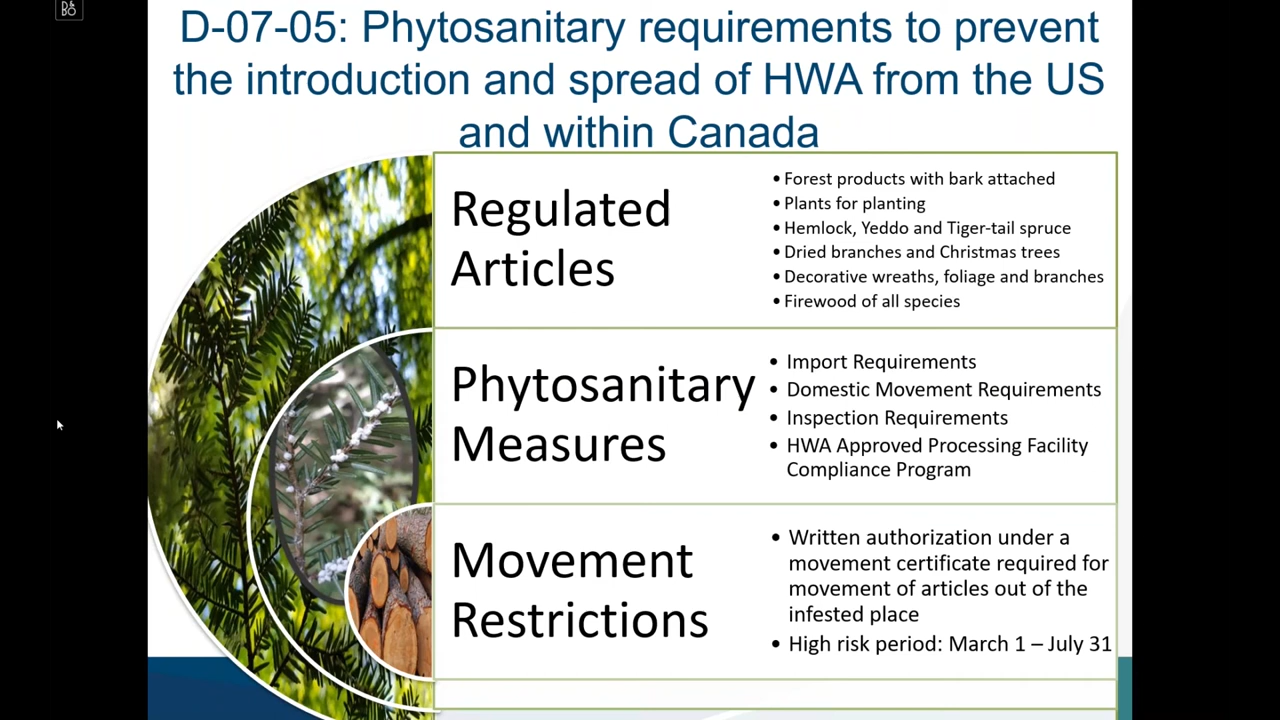 D-07-05: Phytosanitary requirements to prevent
the introduction and spread of HWA from the US
and within Canada
Regulated
Articles
• Forest products with bark attached
• Plants for planting
• Hemlock, Yeddo and Tiger-tail spruce
• Dried branches and Christmas trees
• Decorative wreaths, foliage and branches
• Firewood of all species
Phytosanitary
Measures
• Import Requirements
• Domestic Movement Requirements
• Inspection Requirements
• HWA Approved Processing Facility
Compliance Program
Movement
Restrictions
• Written authorization under a
movement certificate required for
movement of articles out of the
infested place
• High risk period: March 1 – July 31